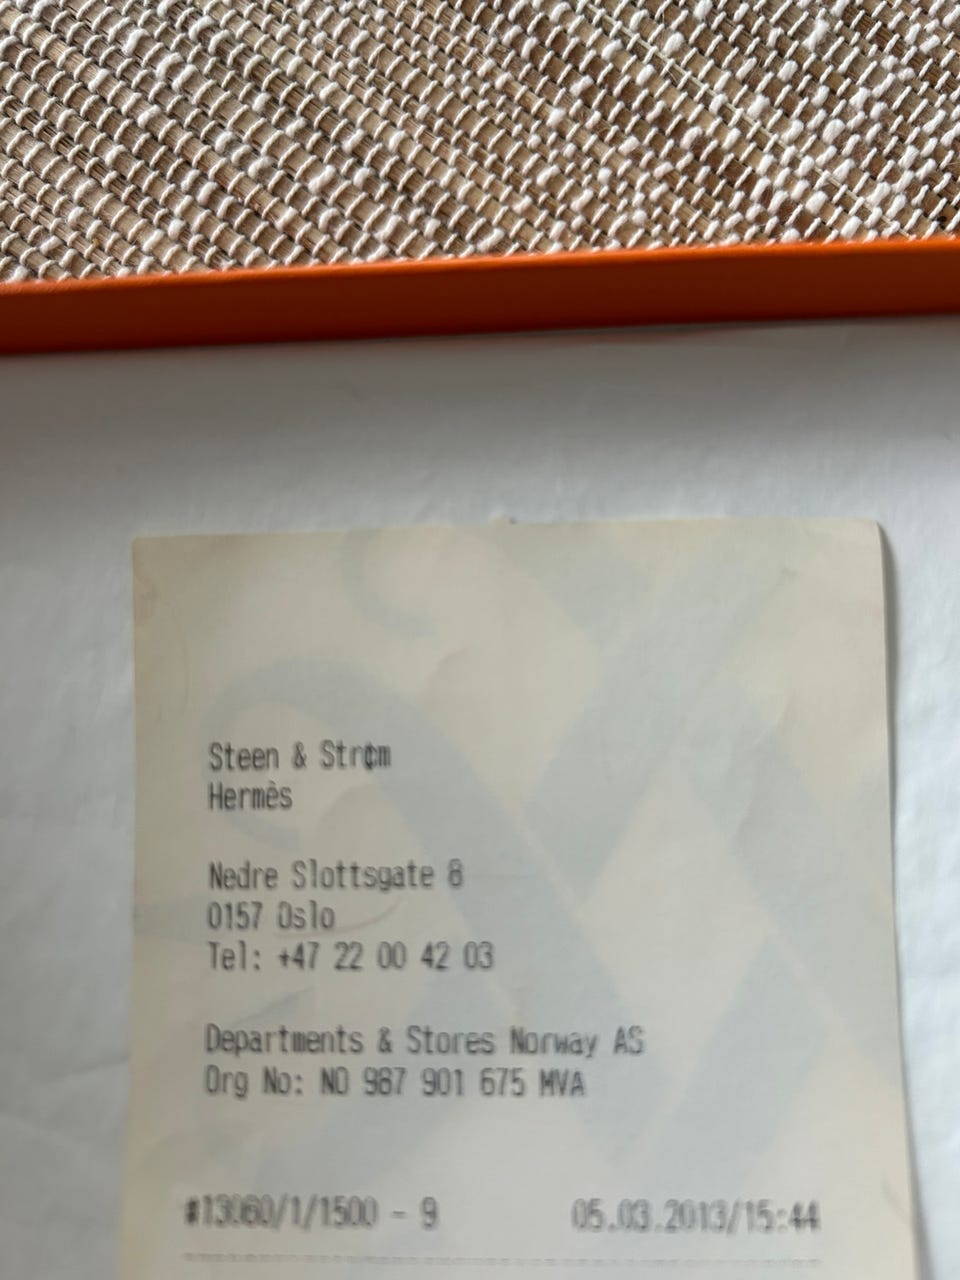 Steen & Strøm
Hermès
Nedre Slottsgate 8
0157 Oslo
Tel: +47 22 00 42 03
Departments & Stores Norway AS
Org No: NO 987 901 675 MVA
#13060/1/1500 - 9 05.03.2013/15:44